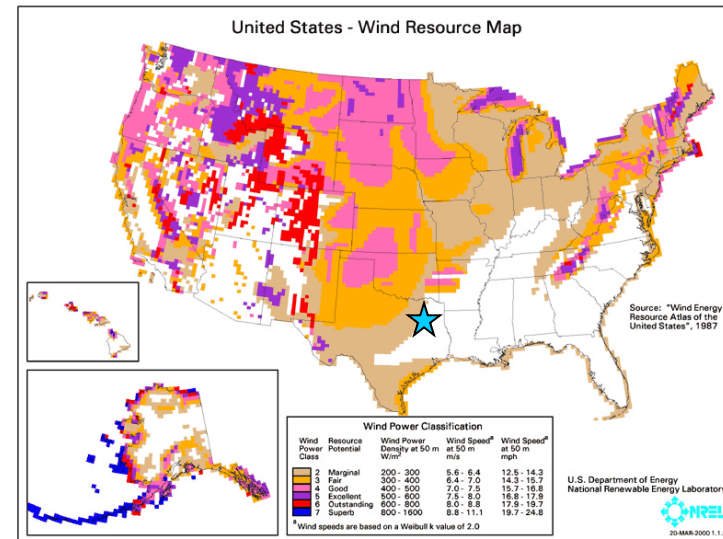 United States - Wind Resource Map
Source: "Wind Energy
Resource Atlas of the
United States", 1987
Wind Power Classification
Wind Power Class Resource Potential Wind Power Density at 50 m W/m² Wind Speedª at 50 m m/s Wind Speedª at 50 m mph
2 Marginal 200 - 300 5.6 - 6.4 12.5 - 14.3
3 Fair 300 - 400 6.4 - 7.0 14.3 - 15.7
4 Good 400 - 500 7.0 - 7.5 15.7 - 16.8
5 Excellent 500 - 600 7.5 - 8.0 16.8 - 17.9
6 Outstanding 600 - 800 8.0 - 8.8 17.9 - 19.7
7 Superb 800 - 1600 8.8 - 11.1 19.7 - 24.8
ª Wind speeds are based on a Weibull k value of 2.0
U.S. Department of Energy
National Renewable Energy Laboratory
NREL
20-MAR-2000 1.1.